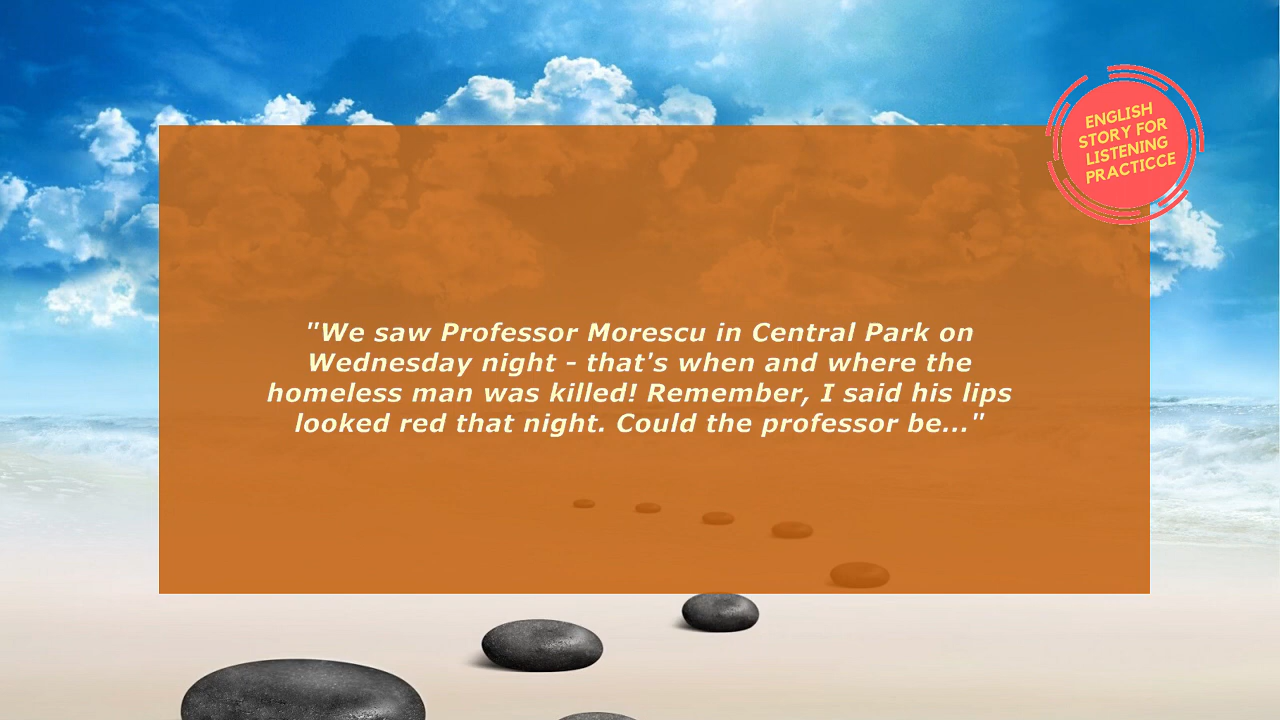 ENGLISH
STORY FOR
LISTENING
PRACTICCE
"We saw Professor Morescu in Central Park on
Wednesday night - that's when and where the
homeless man was killed! Remember, I said his lips
looked red that night. Could the professor be..."